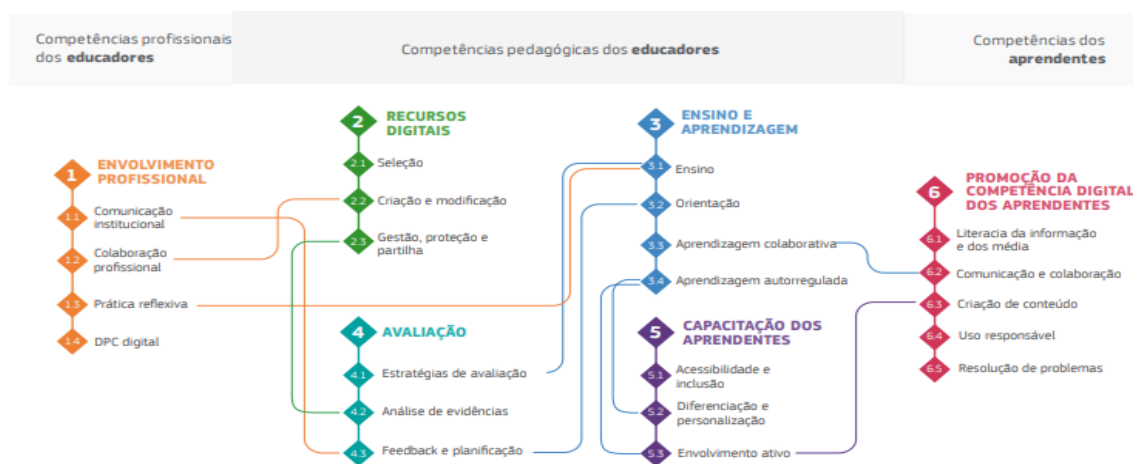 Competências profissionais
dos educadores
Competências pedagógicas dos educadores
Competências dos
aprendentes
1
ENVOLVIMENTO
PROFISSIONAL
1.1
Comunicação
institucional
1.2
Colaboração
profissional
1.3
Prática reflexiva
1.4
DPC digital
2
RECURSOS
DIGITAIS
2.1
Seleção
2.2
Criação e modificação
2.3
Gestão, proteção e
partilha
3
ENSINO E
APRENDIZAGEM
3.1
Ensino
3.2
Orientação
3.3
Aprendizagem colaborativa
3.4
Aprendizagem autorregulada
4
AVALIAÇÃO
4.1
Estratégias de avaliação
4.2
Análise de evidências
4.3
Feedback e planificação
5
CAPACITAÇÃO DOS
APRENDENTES
5.1
Acessibilidade e
inclusão
5.2
Diferenciação e
personalização
5.3
Envolvimento ativo
6
PROMOÇÃO DA
COMPETÊNCIA DIGITAL
DOS APRENDENTES
6.1
Literacia da informação
e dos média
6.2
Comunicação e colaboração
6.3
Criação de conteúdo
6.4
Uso responsável
6.5
Resolução de problemas